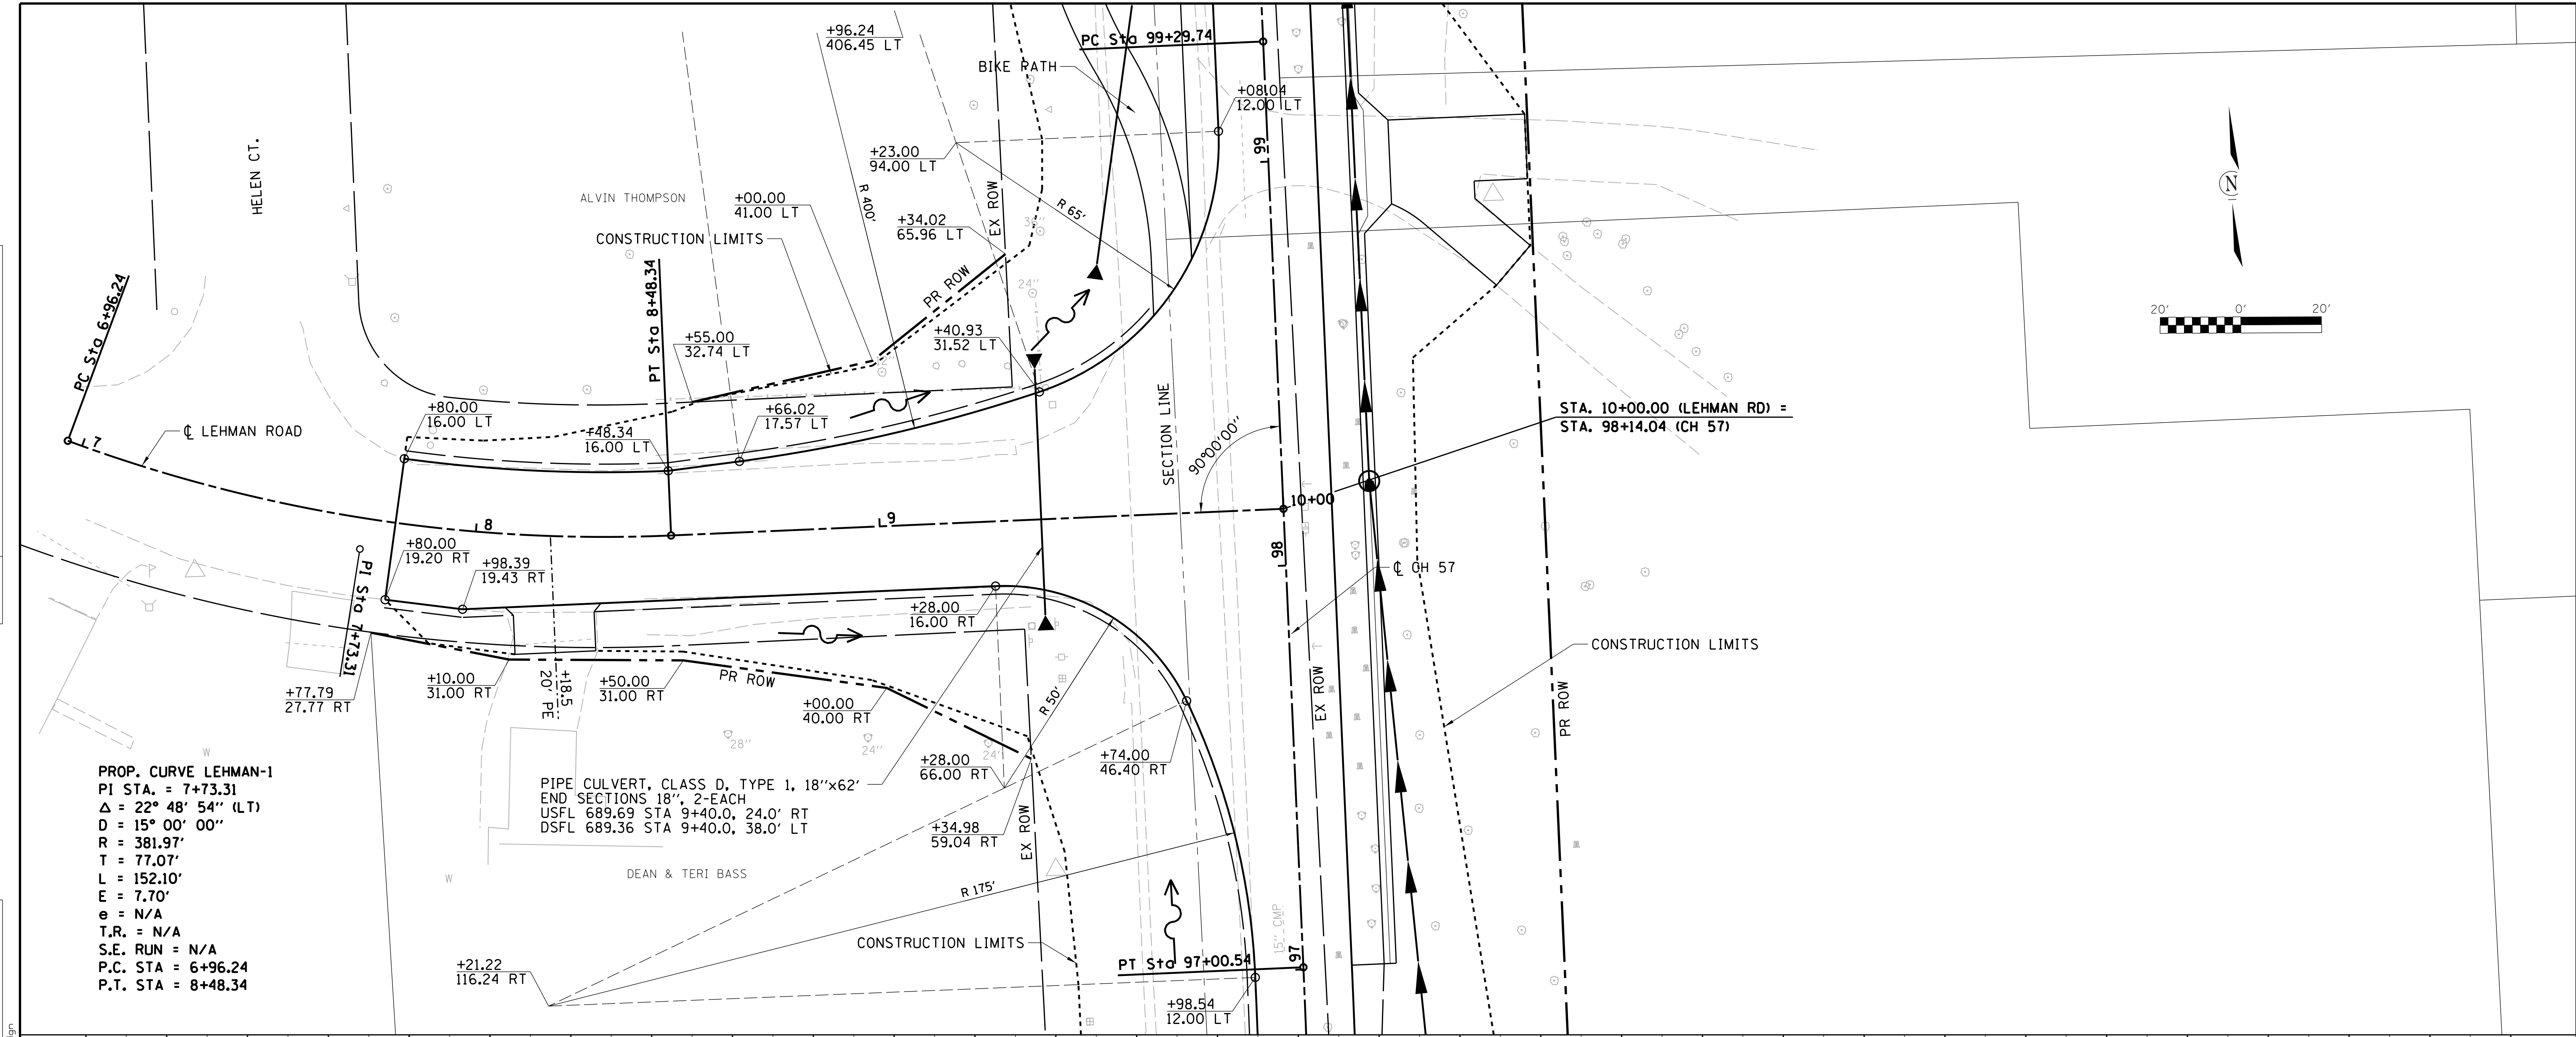 +96.24
406.45 LT
PC Sta 99+29.74
BIKE PATH
+08.04
12.00 LT
HELEN CT.
99
+23.00
94.00 LT
ALVIN THOMPSON
+00.00
41.00 LT
R 400'
EX ROW
R 65'
36"
+34.02
65.96 LT
CONSTRUCTION LIMITS
N
PC Sta 6+96.24
PT Sta 8+48.34
PR ROW
24"
20' 0' 20'
+55.00
32.74 LT
+40.93
31.52 LT
12"
SECTION LINE
+80.00
16.00 LT
+66.02
17.57 LT
STA. 10+00.00 (LEHMAN RD) =
STA. 98+14.04 (CH 57)
7
℄ LEHMAN ROAD
+48.34
16.00 LT
90°00'00"
10+00
8
9
98
+80.00
19.20 RT
PI Sta 7+73.31
+98.39
19.43 RT
℄ CH 57
+28.00
16.00 RT
CONSTRUCTION LIMITS
+77.79
27.77 RT
+10.00
31.00 RT
+18.5
20' PE
+50.00
31.00 RT
PR ROW
+00.00
40.00 RT
R 50'
EX ROW
PR ROW
28"
24"
24"
W
+28.00
66.00 RT
+74.00
46.40 RT
PROP. CURVE LEHMAN-1
PI STA. = 7+73.31
Δ = 22° 48' 54" (LT)
D = 15° 00' 00"
R = 381.97'
T = 77.07'
L = 152.10'
E = 7.70'
e = N/A
T.R. = N/A
S.E. RUN = N/A
P.C. STA = 6+96.24
P.T. STA = 8+48.34
PIPE CULVERT, CLASS D, TYPE 1, 18"x62'
END SECTIONS 18", 2-EACH
USFL 689.69 STA 9+40.0, 24.0' RT
DSFL 689.36 STA 9+40.0, 38.0' LT
+34.98
59.04 RT
EX ROW
W
DEAN & TERI BASS
R 175'
15" CMP
CONSTRUCTION LIMITS
97
PT Sta 97+00.54
+21.22
116.24 RT
+98.54
12.00 LT